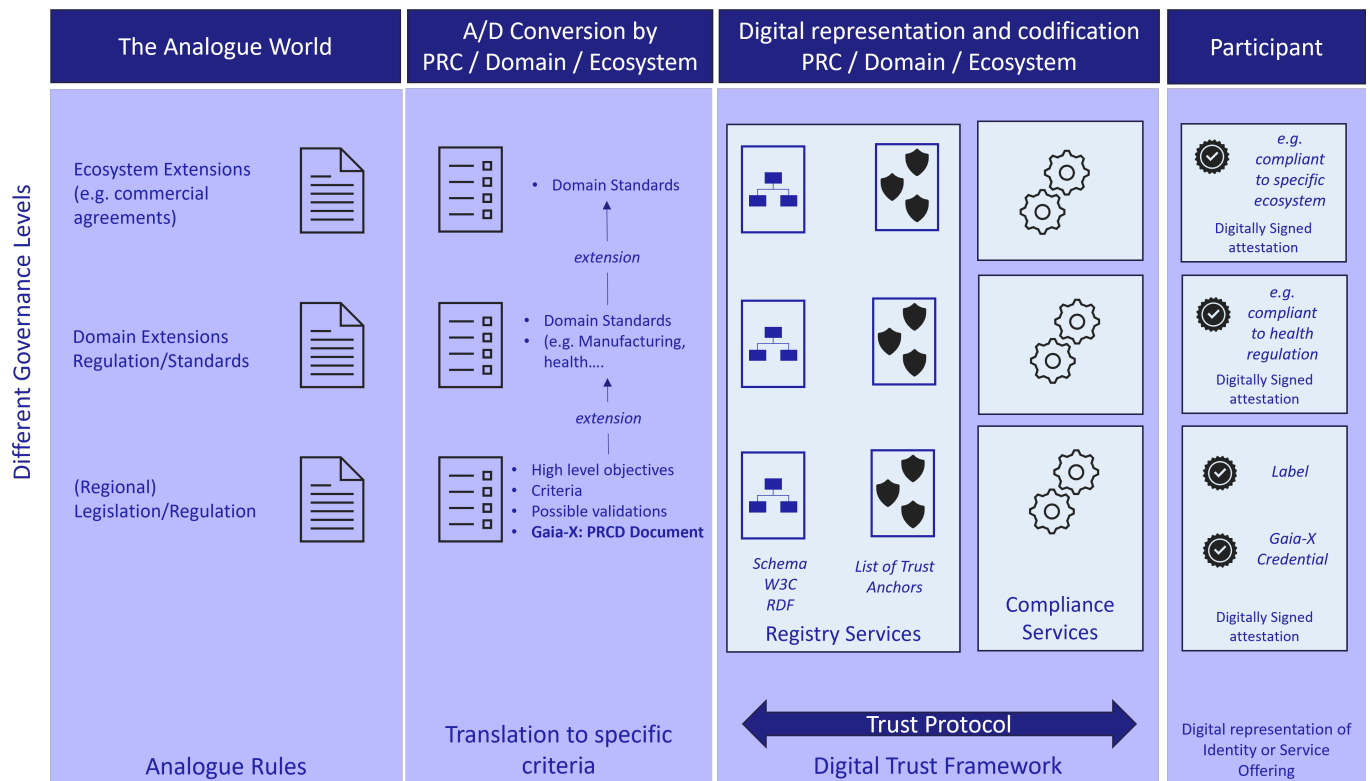 The Analogue World
A/D Conversion by
PRC / Domain / Ecosystem
Digital representation and codification
PRC / Domain / Ecosystem
Participant
Different Governance Levels
Ecosystem Extensions
(e.g. commercial
agreements)
• Domain Standards
extension
e.g.
compliant
to specific
ecosystem
Digitally Signed
attestation
Domain Extensions
Regulation/Standards
• Domain Standards
• (e.g. Manufacturing,
health....
extension
e.g.
compliant
to health
regulation
Digitally Signed
attestation
(Regional)
Legislation/Regulation
• High level objectives
• Criteria
• Possible validations
• Gaia-X: PRCD Document
Schema
W3C
RDF
List of Trust
Anchors
Registry Services
Compliance
Services
Label
Gaia-X
Credential
Digitally Signed
attestation
Analogue Rules
Translation to specific
criteria
Trust Protocol
Digital Trust Framework
Digital representation of
Identity or Service
Offering